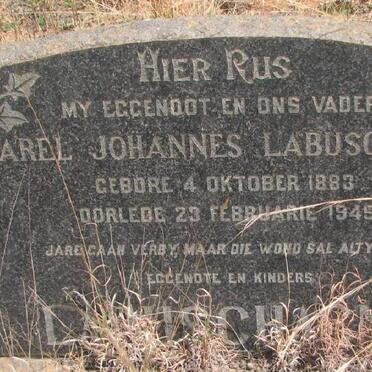 HIER RUS
MY EGGENOOT EN ONS VADER
AREL JOHANNES LABUSC
GEBORE 4 OKTOBER 1883
OORLEDE 23 FEBRUARIE 1945
JARE GAAN VERBY, MAAR DIE WOND SAL ALTY
EGGENOTE EN KINDERS